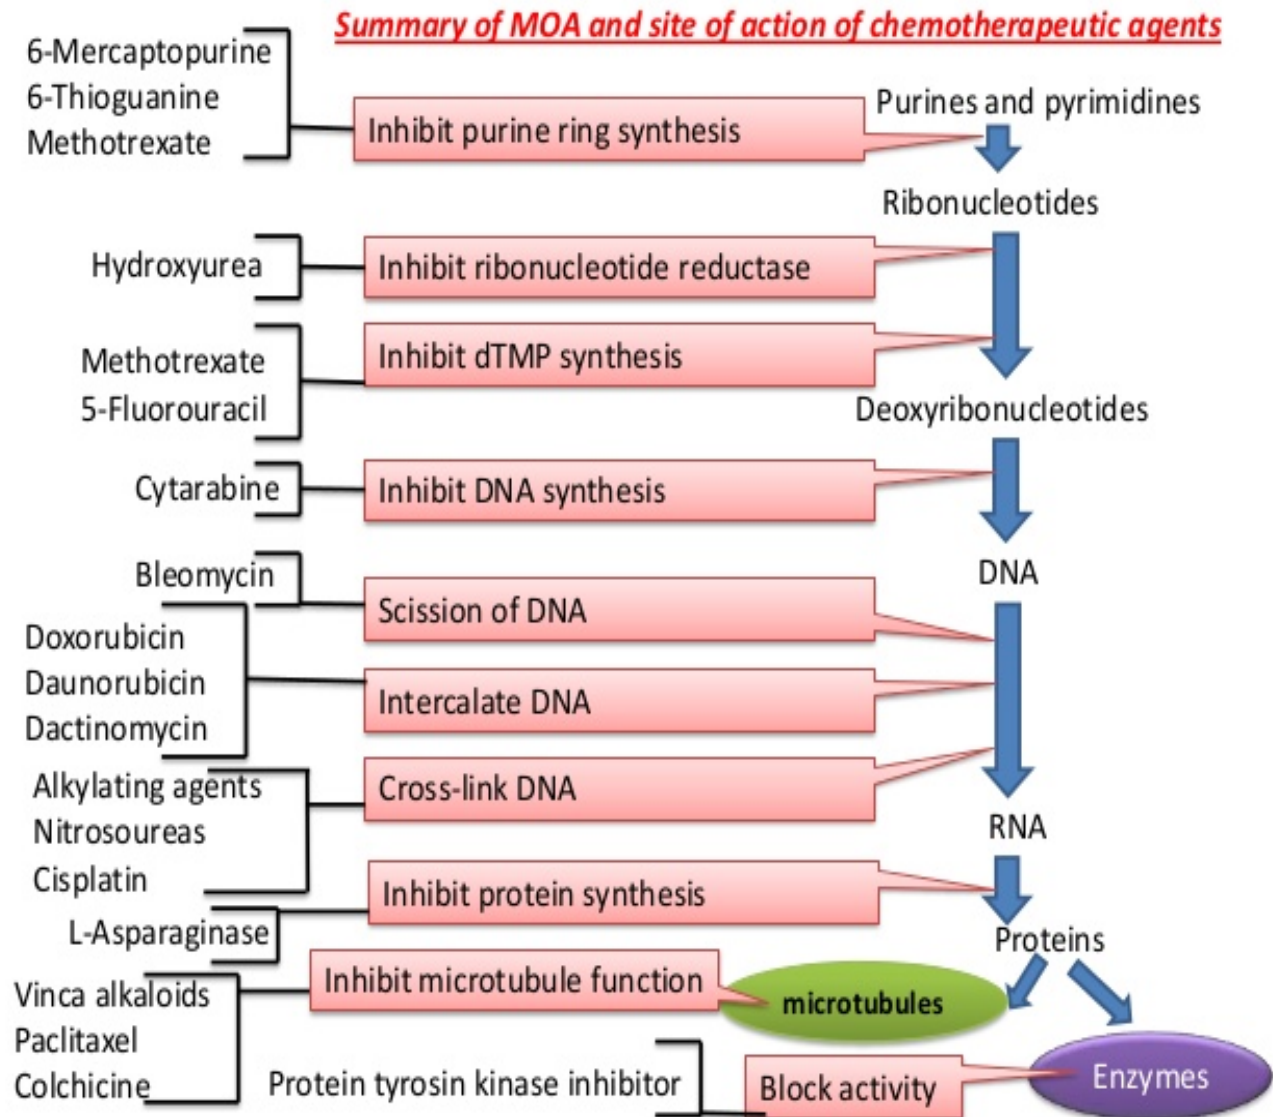 Summary of MOA and site of action of chemotherapeutic agents
6-Mercaptopurine
6-Thioguanine
Methotrexate
Inhibit purine ring synthesis
Purines and pyrimidines
Ribonucleotides
Hydroxyurea
Inhibit ribonucleotide reductase
Methotrexate
5-Fluorouracil
Inhibit dTMP synthesis
Deoxyribonucleotides
Cytarabine
Inhibit DNA synthesis
DNA
Bleomycin
Scission of DNA
Doxorubicin
Daunorubicin
Dactinomycin
Intercalate DNA
Alkylating agents
Nitrosoureas
Cisplatin
Cross-link DNA
RNA
L-Asparaginase
Inhibit protein synthesis
Proteins
Vinca alkaloids
Paclitaxel
Colchicine
Inhibit microtubule function
microtubules
Protein tyrosin kinase inhibitor
Block activity
Enzymes